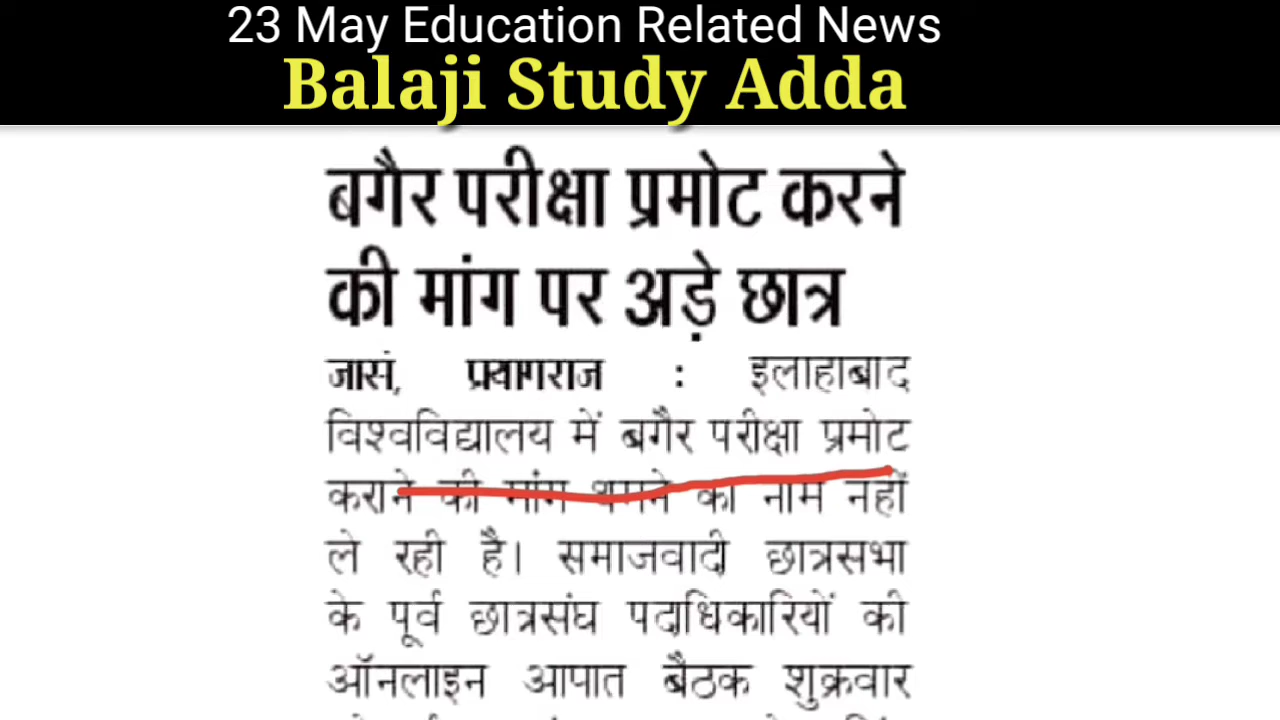 23 May Education Related News
Balaji Study Adda
बगैर परीक्षा प्रमोट करने
की मांग पर अड़े छात्र
जासं, प्रयागराज : इलाहाबाद
विश्वविद्यालय में बगैर परीक्षा प्रमोट
कराने की मांग थमने का नाम नहीं
ले रही है। समाजवादी छात्रसभा
के पूर्व छात्रसंघ पदाधिकारियों की
ऑनलाइन आपात बैठक शुक्रवार